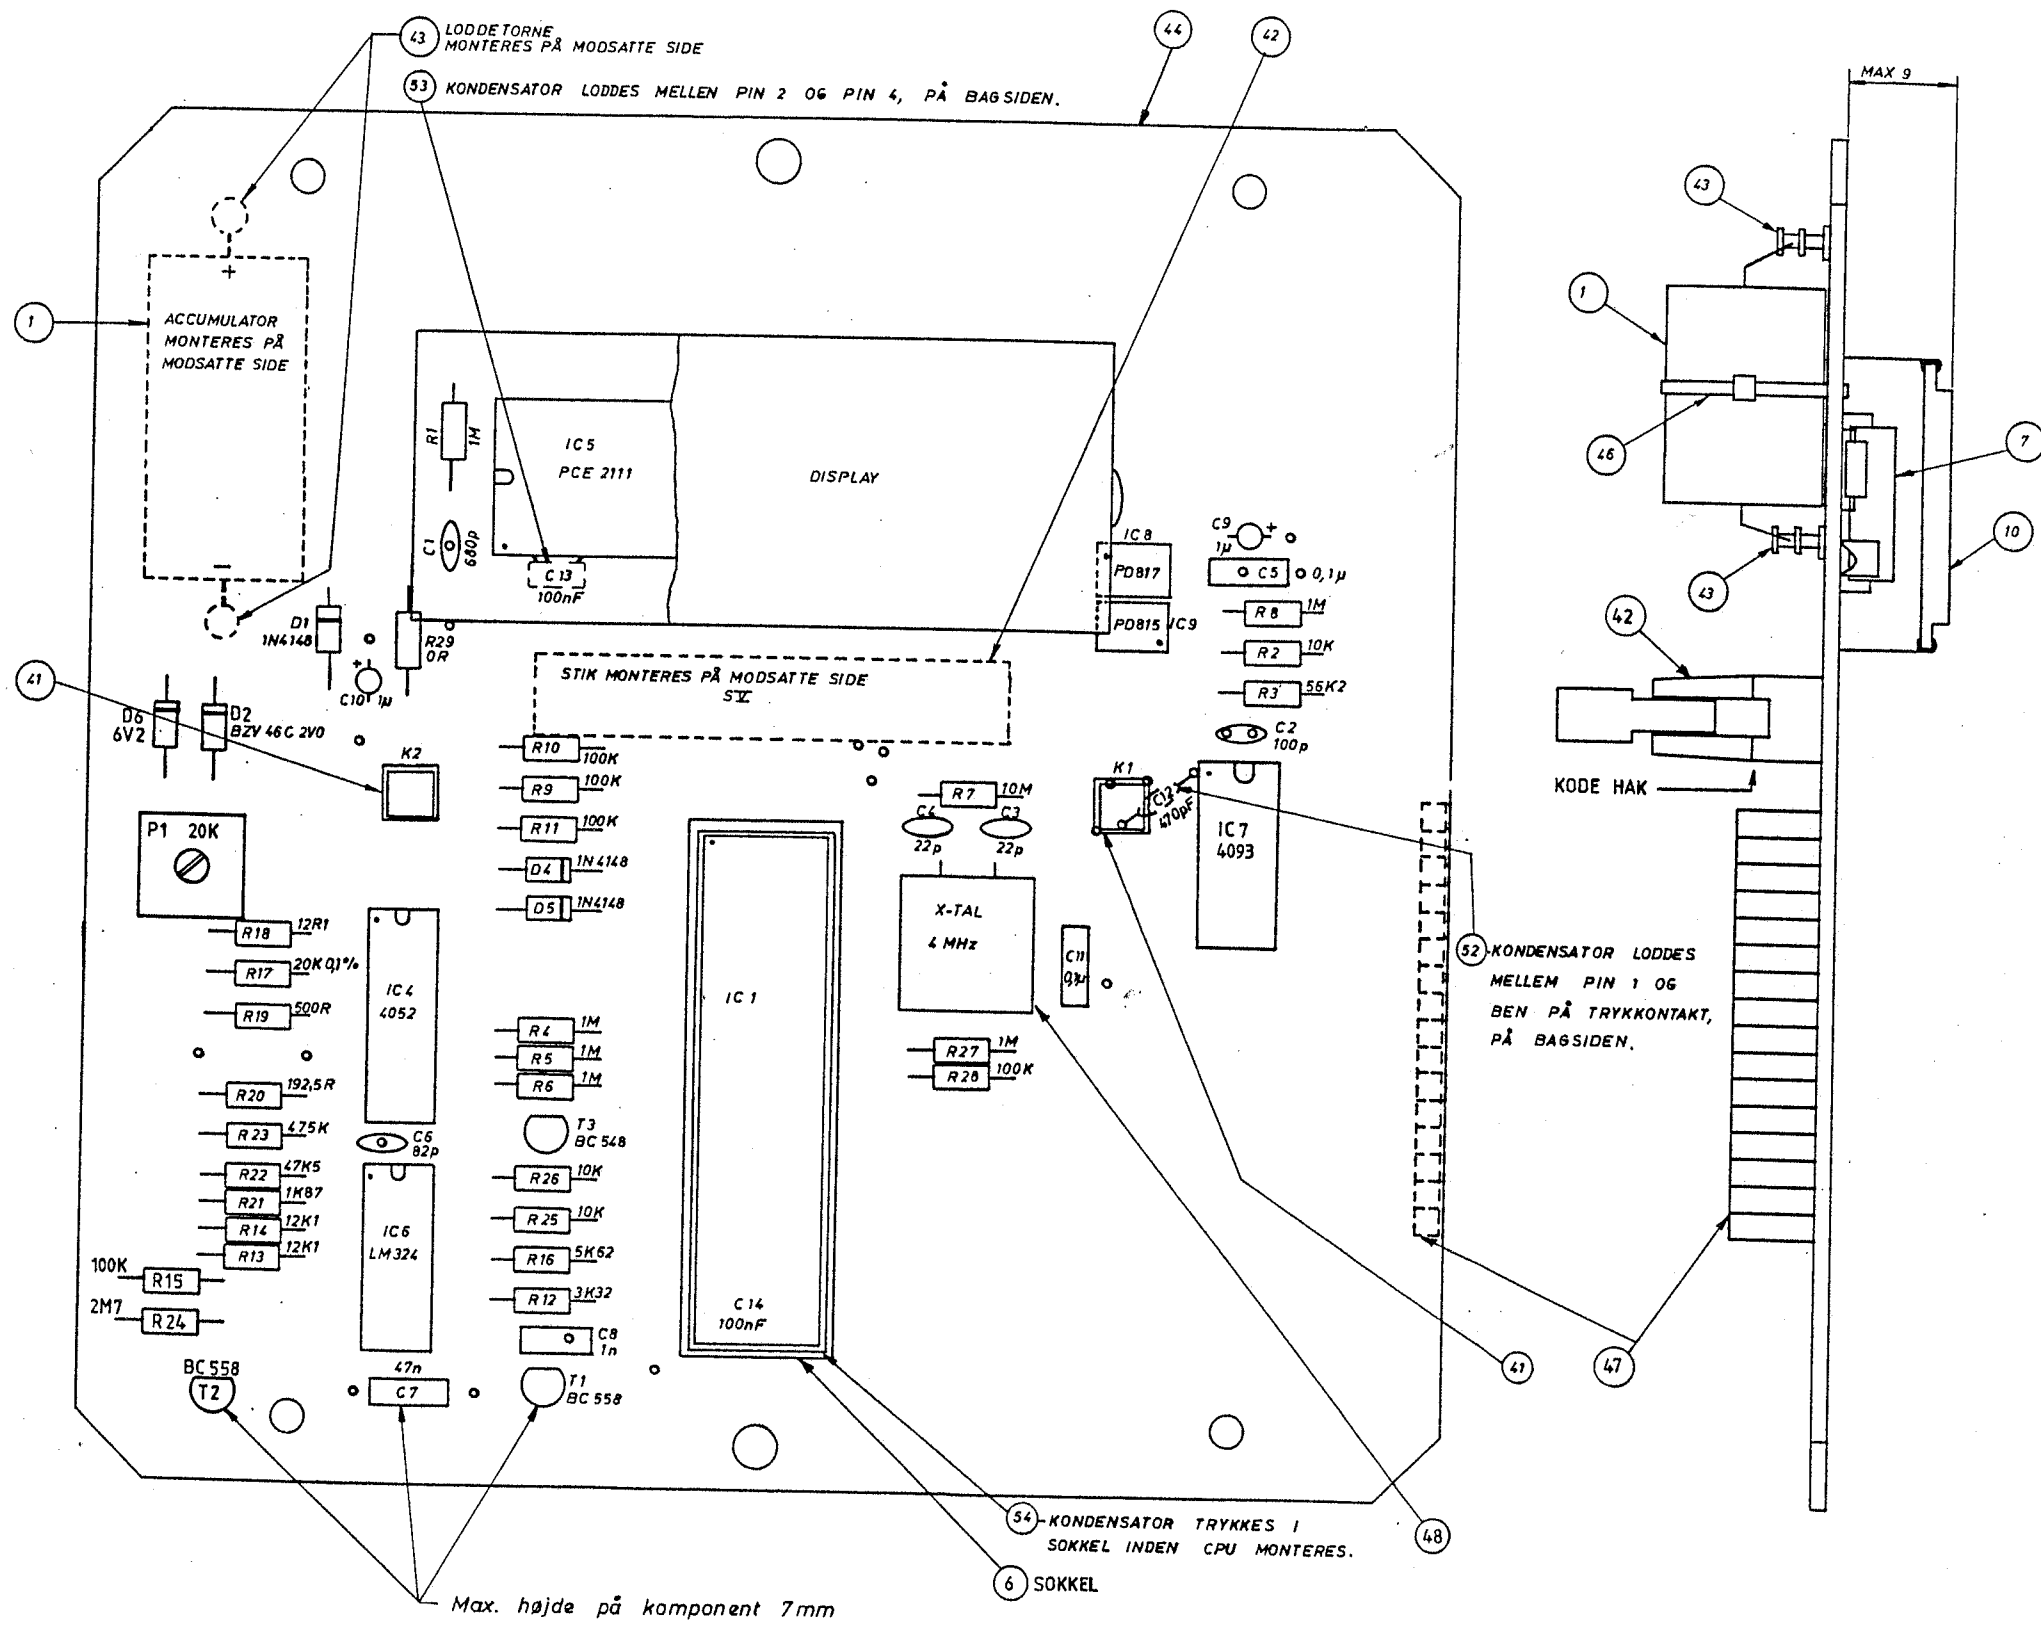 43 LODDETORNE
MONTERES PÅ MODSATTE SIDE
53 KONDENSATOR LODDES MELLEN PIN 2 OG PIN 4, PÅ BAGSIDEN.
42
44
MAX 9
43
1
ACCUMULATOR
MONTERES PÅ
MODSATTE SIDE
+
−
1
46
7
10
43
42
KODE HAK
R1
1M
IC5
PCE 2111
DISPLAY
C1
680p
C13
100nF
IC8
PD817
PD815
IC9
C9
+
1µ
C5
0,1µ
R8
1M
R2
10K
R3
56K2
C2
100p
D1
1N4148
R29
0R
+
C10
1µ
41
D6
6V2
D2
BZV 46C 2V0
STIK MONTERES PÅ MODSATTE SIDE
SV
K2
R10
100K
R9
100K
R11
100K
D4
1N4148
D5
1N4148
P1 20K
R7
10M
C4
22p
C3
22p
K1
C12
470pF
IC7
4093
X-TAL
4 MHz
C11
0,1µ
52 KONDENSATOR LODDES
MELLEM PIN 1 OG
BEN PÅ TRYKKONTAKT,
PÅ BAGSIDEN.
R18
12R1
R17
20K 0,1%
R19
500R
IC4
4052
IC1
R4
1M
R5
1M
R6
1M
R27
1M
R28
100K
R20
192,5R
R23
475K
C6
82p
T3
BC 548
R22
47K5
R21
1K87
R14
12K1
R13
12K1
IC6
LM324
R26
10K
R25
10K
R16
5K62
R12
3K32
100K
R15
2M7
R24
C14
100nF
C8
1n
BC 558
T2
47n
C7
T1
BC 558
41
47
54 KONDENSATOR TRYKKES I
SOKKEL INDEN CPU MONTERES.
48
6 SOKKEL
Max. højde på komponent 7mm